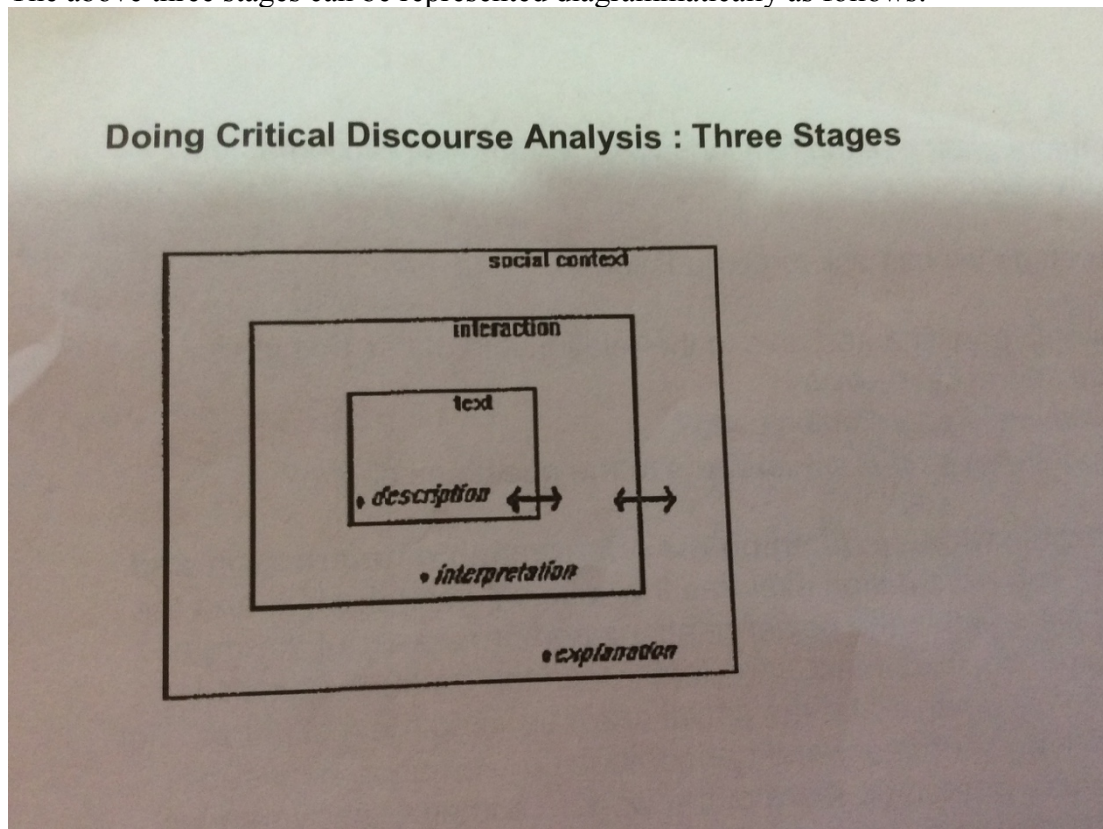 The above three stages can be represented diagrammatically as follows:
Doing Critical Discourse Analysis : Three Stages
social context
interaction
text
• description
• interpretation
• explanation